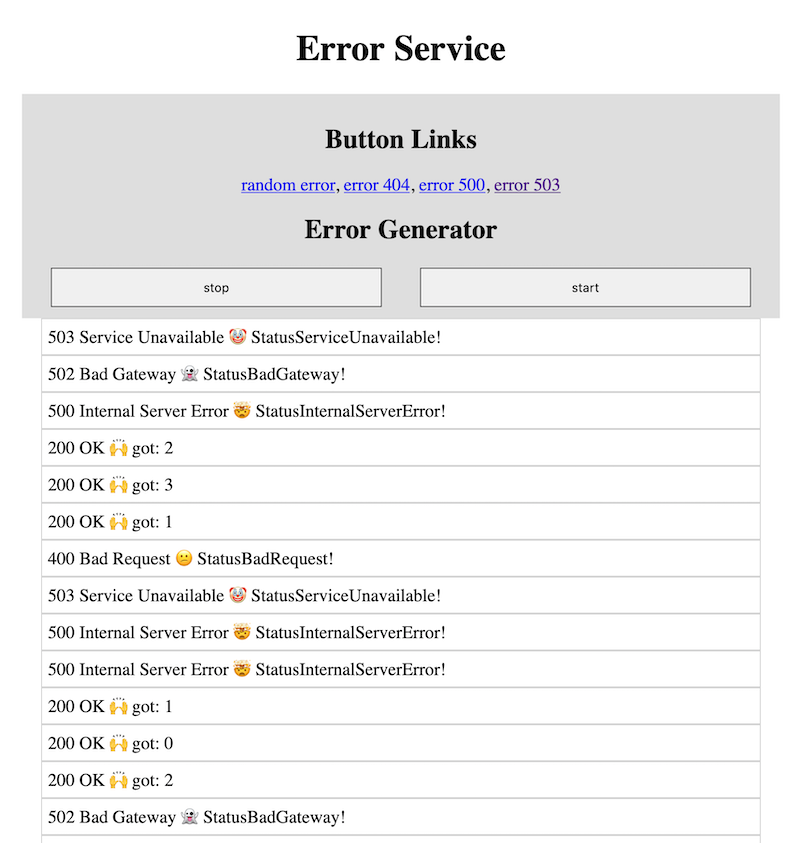 Error Service
Button Links
random error, error 404, error 500, error 503
Error Generator
stop
start
503 Service Unavailable 🤡 StatusServiceUnavailable!
502 Bad Gateway 👻 StatusBadGateway!
500 Internal Server Error 🤯 StatusInternalServerError!
200 OK 🙌 got: 2
200 OK 🙌 got: 3
200 OK 🙌 got: 1
400 Bad Request 😕 StatusBadRequest!
503 Service Unavailable 🤡 StatusServiceUnavailable!
500 Internal Server Error 🤯 StatusInternalServerError!
500 Internal Server Error 🤯 StatusInternalServerError!
200 OK 🙌 got: 1
200 OK 🙌 got: 0
200 OK 🙌 got: 2
502 Bad Gateway 👻 StatusBadGateway!